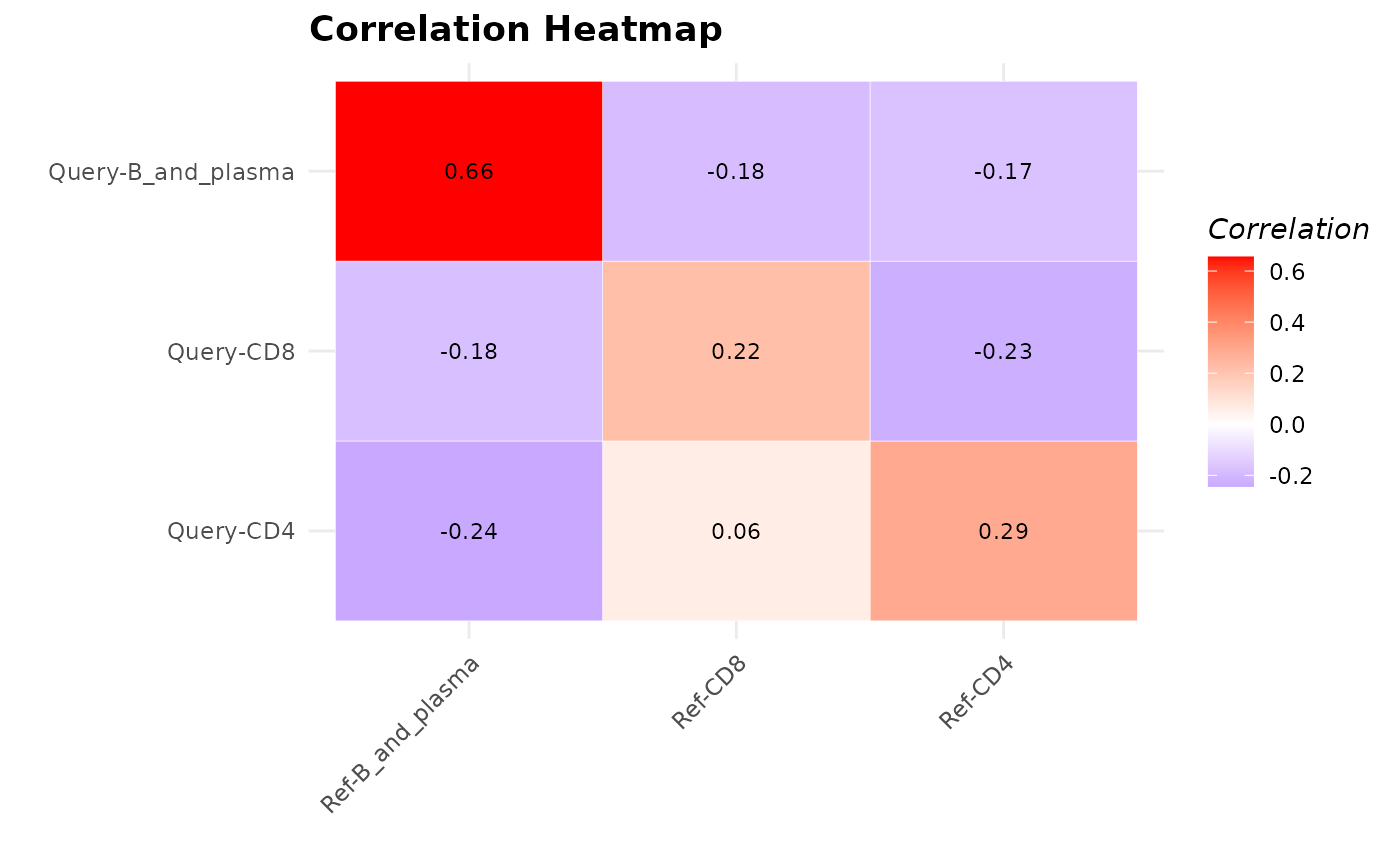 Correlation Heatmap
Query-B_and_plasma
0.66
-0.18
-0.17
Query-CD8
-0.18
0.22
-0.23
Query-CD4
-0.24
0.06
0.29
Ref-B_and_plasma
Ref-CD8
Ref-CD4
Correlation
0.6
0.4
0.2
0.0
-0.2